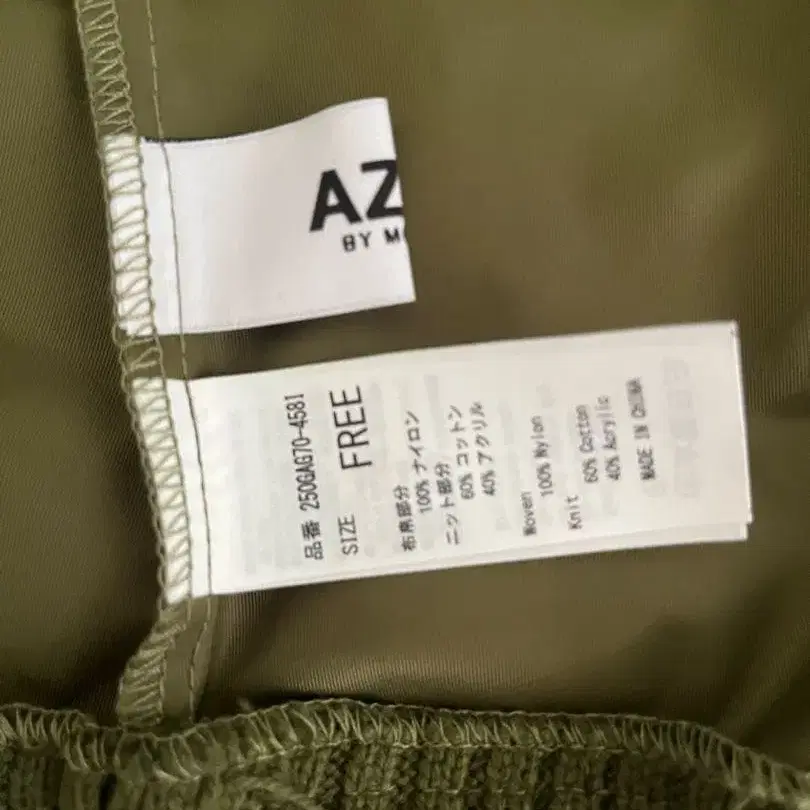 AZ
BY M
品番 250GAG70-4581
SIZE FREE
布帛部分
100% ナイロン
ニット部分
60% コットン
40% アクリル
Woven
100% Nylon
Knit
60% Cotton
40% Acrylic
MADE IN CHINA